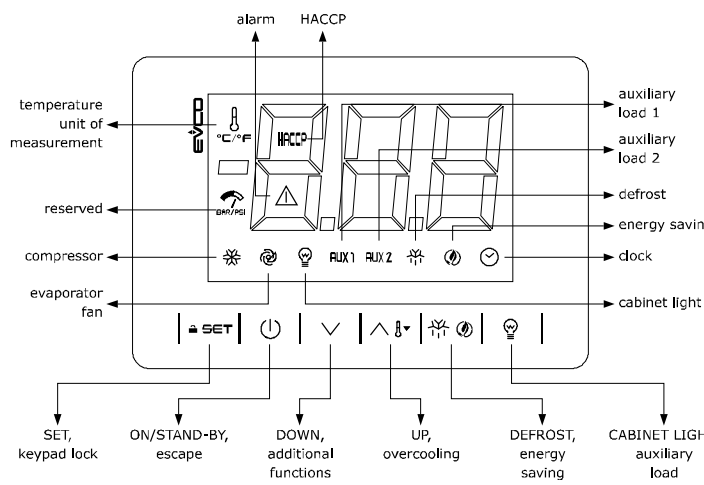 alarm
HACCP
temperature
unit of
measurement
reserved
compressor
evaporator
fan
EVCO
°C/°F
HACCP
BAR/PSI
AUX 1
AUX 2
auxiliary
load 1
auxiliary
load 2
defrost
energy savin
clock
cabinet light
SET
SET,
keypad lock
ON/STAND-BY,
escape
DOWN,
additional
functions
UP,
overcooling
DEFROST,
energy
saving
CABINET LIGH
auxiliary
load